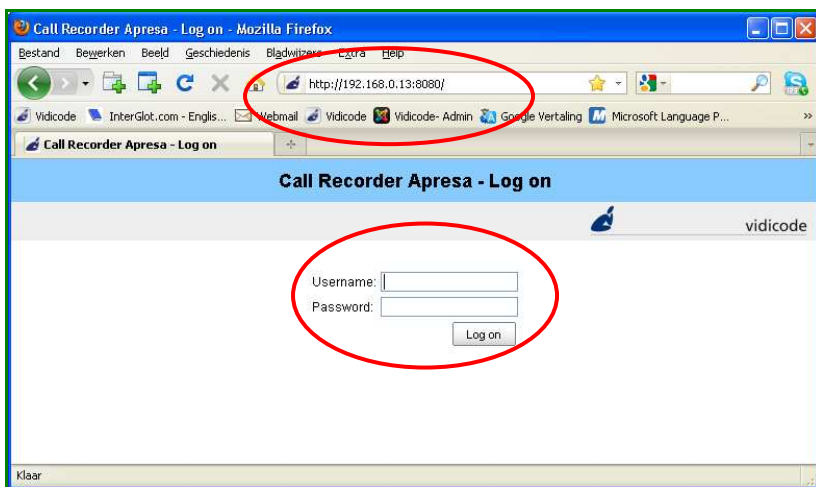 Call Recorder Apresa - Log on - Mozilla Firefox
Bestand Bewerken Beeld Geschiedenis Bladwijzers Extra Help
http://192.168.0.13:8080/
Vidicode InterGlot.com - Englis... Webmail Vidicode Vidicode- Admin Google Vertaling Microsoft Language P... »
Call Recorder Apresa - Log on
Call Recorder Apresa - Log on
vidicode
Username:
Password:
Log on
Klaar